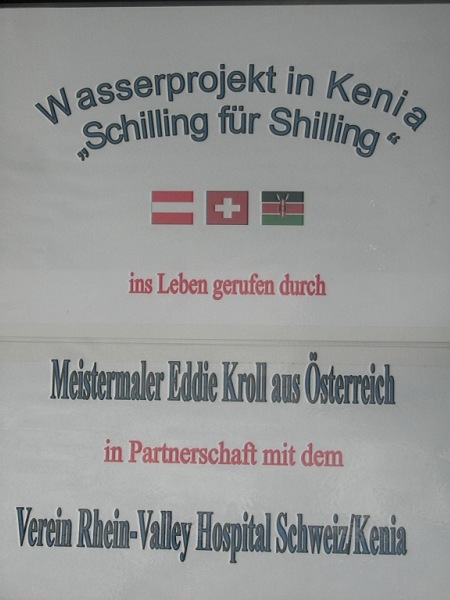 Wasserprojekt in Kenia
„Schilling für Shilling“
ins Leben gerufen durch
Meistermaler Eddie Kroll aus Österreich
in Partnerschaft mit dem
Verein Rhein-Valley Hospital Schweiz/Kenia